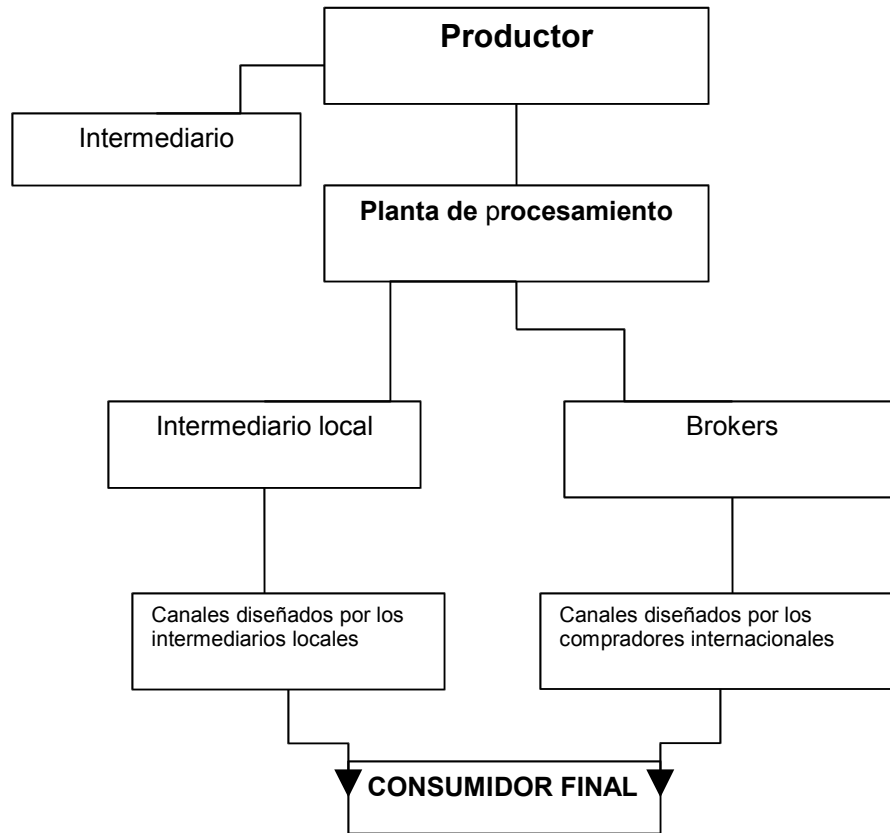 Productor
Intermediario
Planta de procesamiento
Intermediario local
Brokers
Canales diseñados por los
intermediarios locales
Canales diseñados por los
compradores internacionales
CONSUMIDOR FINAL